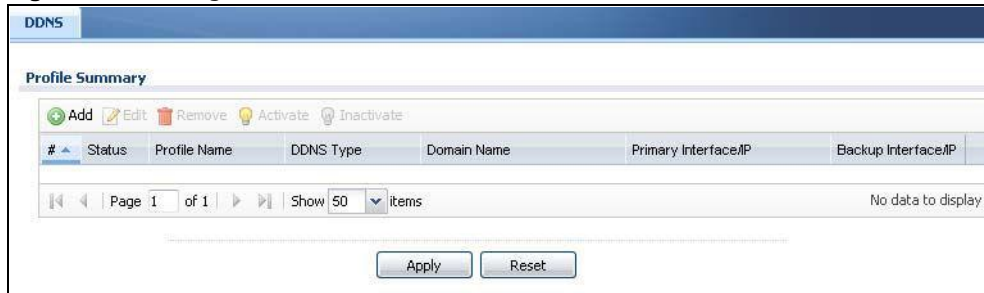 DDNS
Profile Summary
Add Edit Remove Activate Inactivate
# Status Profile Name DDNS Type Domain Name Primary Interface/IP Backup Interface/IP
Page 1 of 1 Show 50 items No data to display
Apply Reset